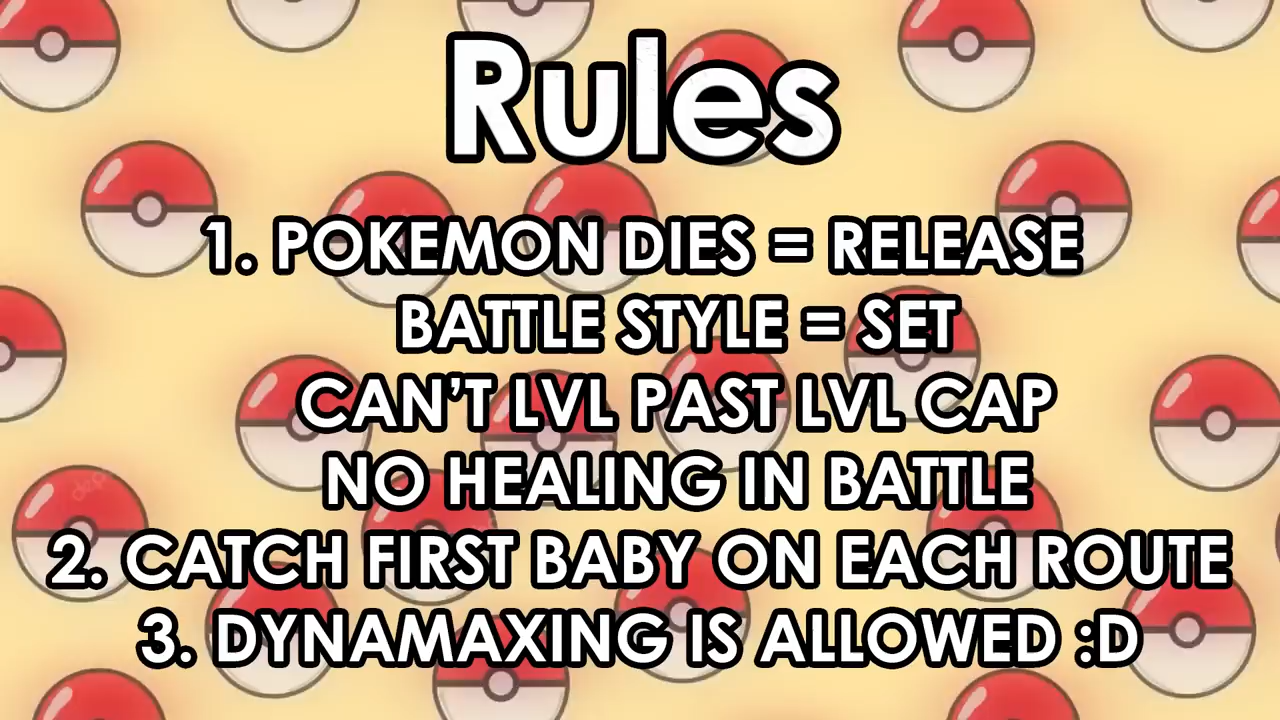 Rules
1. POKEMON DIES = RELEASE
BATTLE STYLE = SET
CAN'T LVL PAST LVL CAP
NO HEALING IN BATTLE
2. CATCH FIRST BABY ON EACH ROUTE
3. DYNAMAXING IS ALLOWED :D